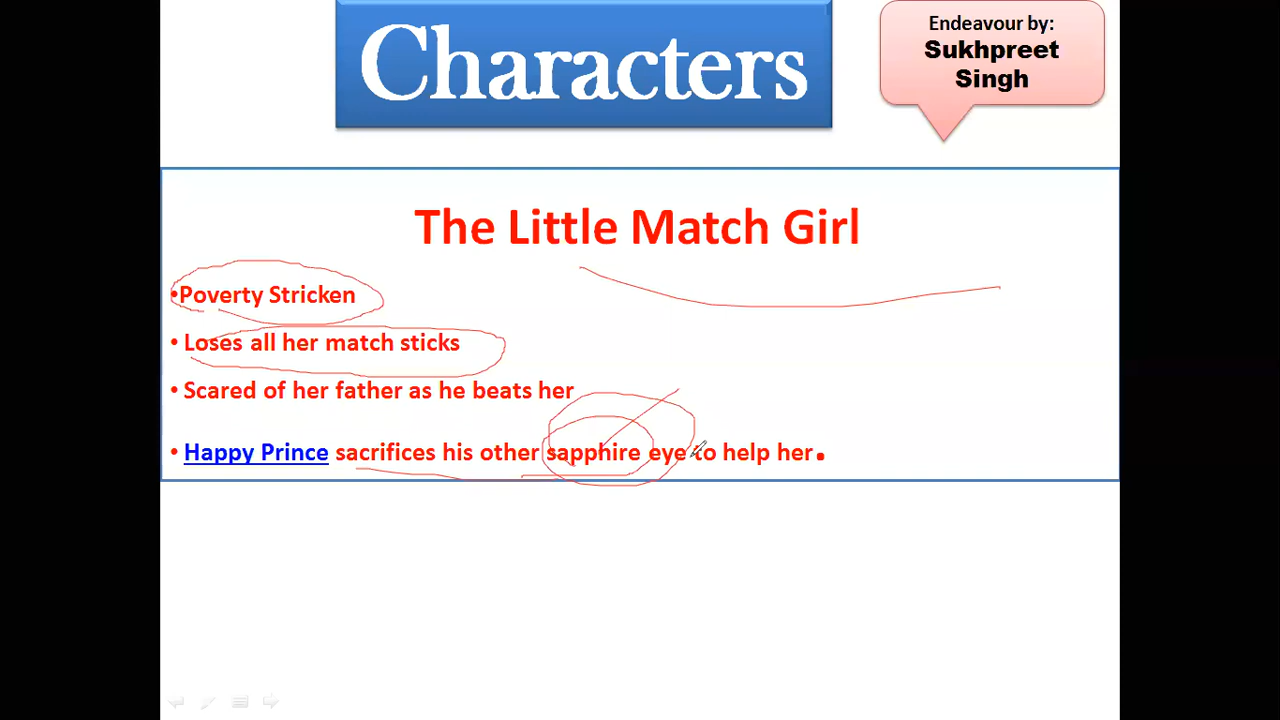 Characters
Endeavour by:
Sukhpreet
Singh
The Little Match Girl
•Poverty Stricken
• Loses all her match sticks
• Scared of her father as he beats her
• Happy Prince sacrifices his other sapphire eye to help her.